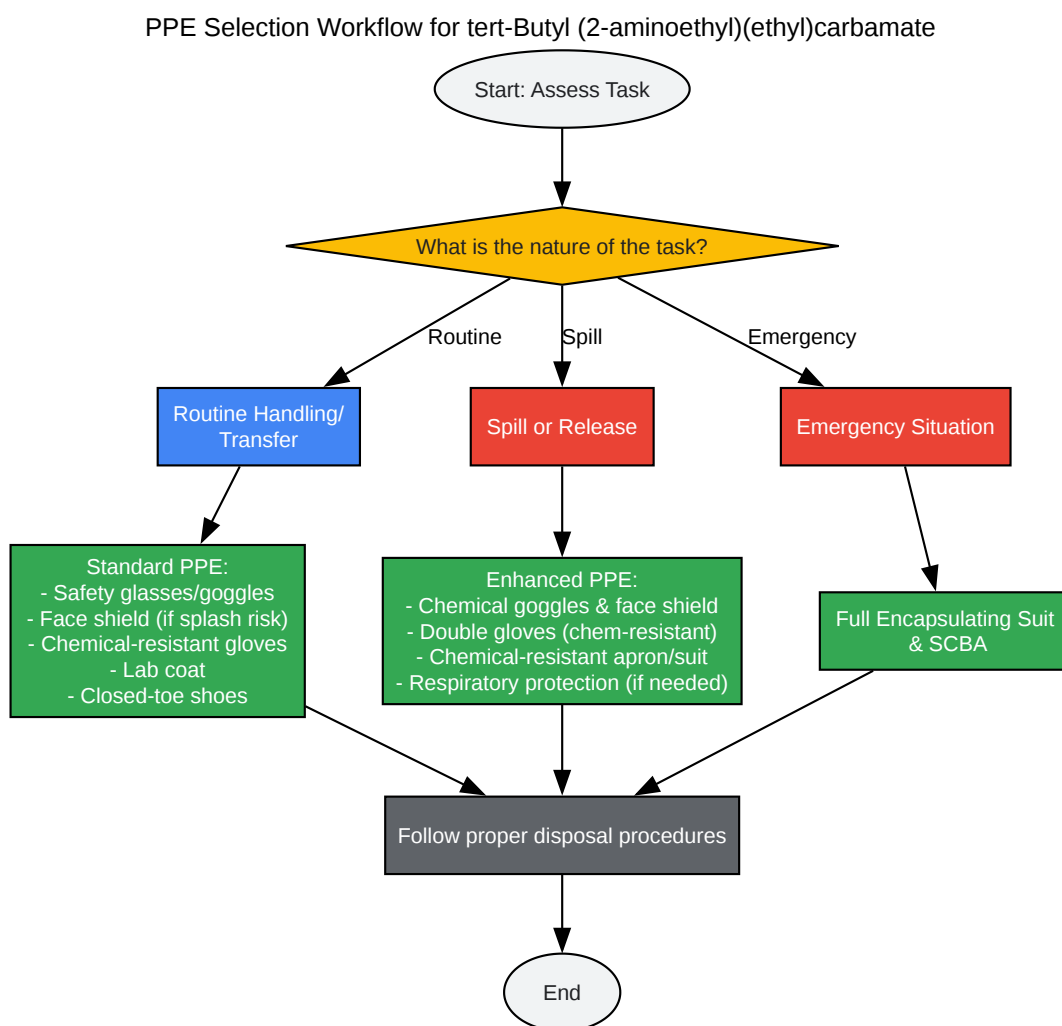 PPE Selection Workflow for tert-Butyl (2-aminoethyl)(ethyl)carbamate
Start: Assess Task
What is the nature of the task?
Routine
Spill
Emergency
Routine Handling/
Transfer
Spill or Release
Emergency Situation
Standard PPE:
- Safety glasses/goggles
- Face shield (if splash risk)
- Chemical-resistant gloves
- Lab coat
- Closed-toe shoes
Enhanced PPE:
- Chemical goggles & face shield
- Double gloves (chem-resistant)
- Chemical-resistant apron/suit
- Respiratory protection (if needed)
Full Encapsulating Suit
& SCBA
Follow proper disposal procedures
End